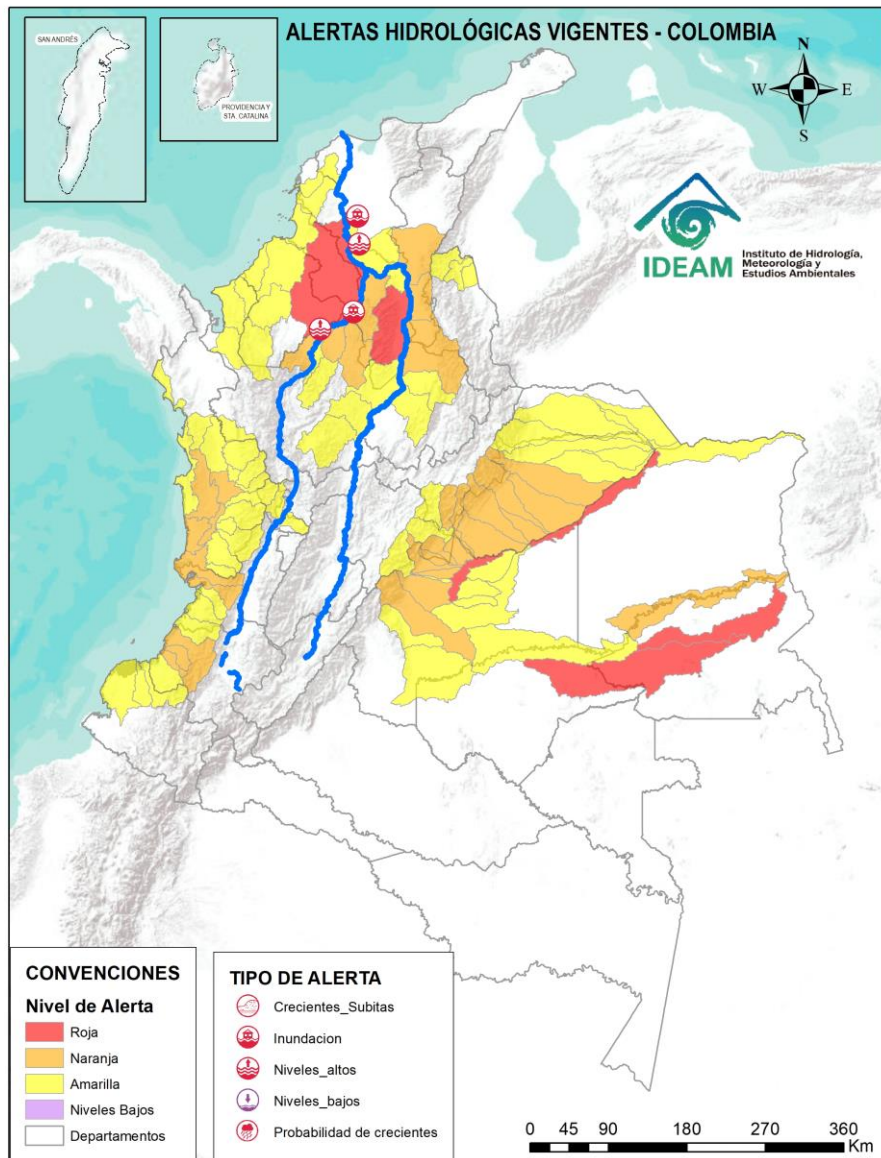 ALERTAS HIDROLÓGICAS VIGENTES - COLOMBIA
SAN ANDRÉS
PROVIDENCIA Y
STA. CATALINA
N
W
E
S
IDEAM
Instituto de Hidrología,
Meteorología y
Estudios Ambientales
CONVENCIONES
Nivel de Alerta
Roja
Naranja
Amarilla
Niveles Bajos
Departamentos
TIPO DE ALERTA
Crecientes_Subitas
Inundacion
Niveles_altos
Niveles_bajos
Probabilidad de crecientes
0 45 90 180 270 360
Km